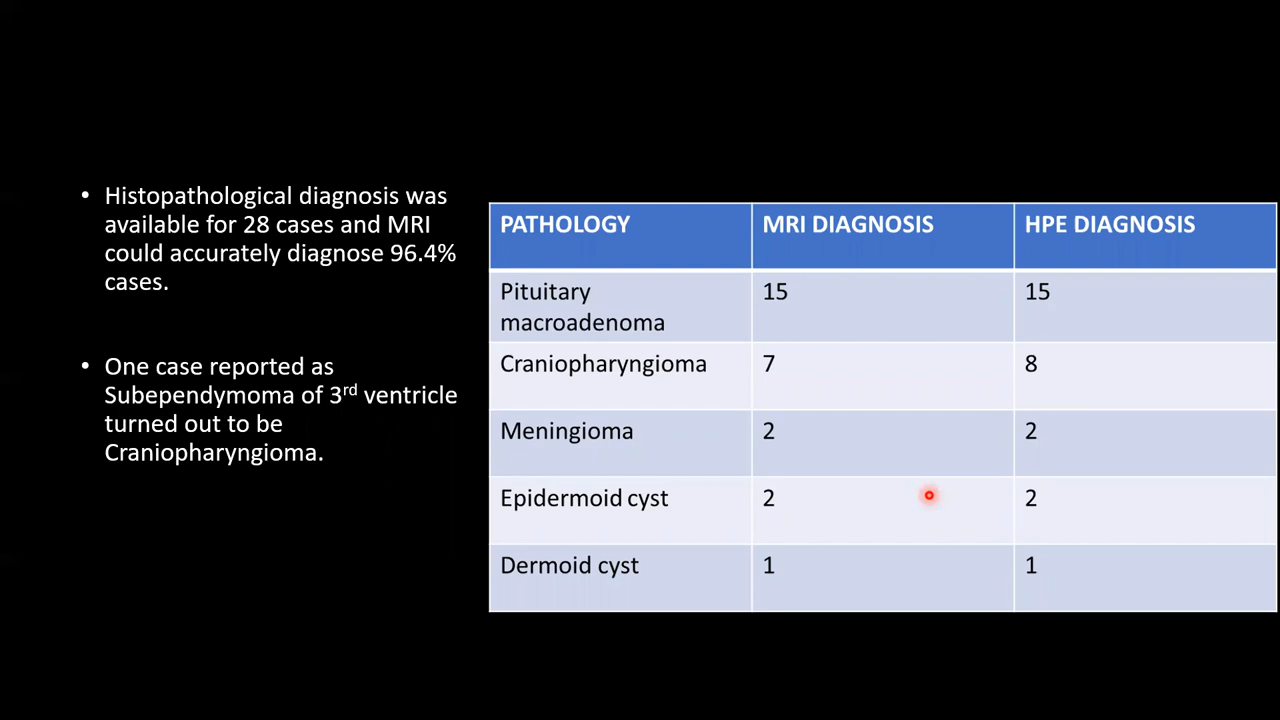 • Histopathological diagnosis was
available for 28 cases and MRI
could accurately diagnose 96.4%
cases.
• One case reported as
Subependymoma of 3rd ventricle
turned out to be
Craniopharyngioma.
PATHOLOGY MRI DIAGNOSIS HPE DIAGNOSIS
Pituitary
macroadenoma 15 15
Craniopharyngioma 7 8
Meningioma 2 2
Epidermoid cyst 2 2
Dermoid cyst 1 1